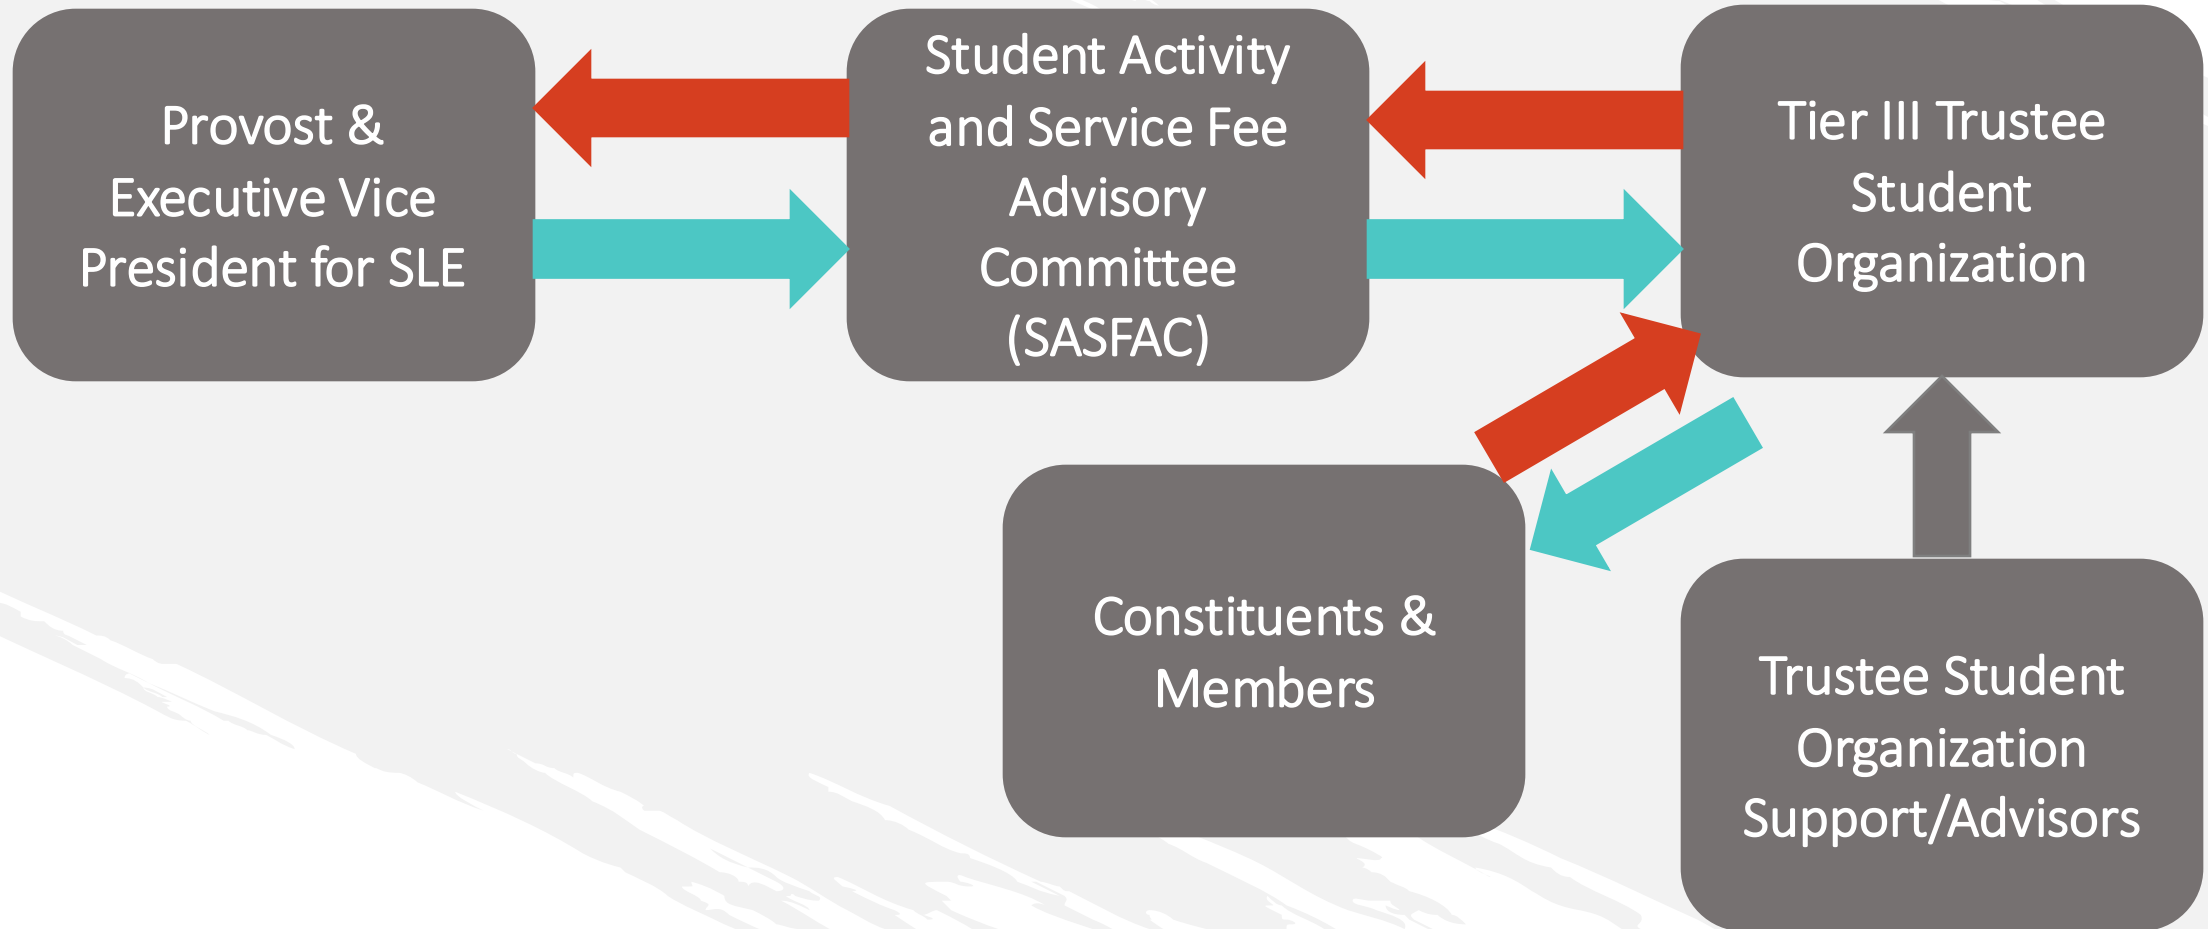 Provost &
Executive Vice
President for SLE
Student Activity
and Service Fee
Advisory
Committee
(SASFAC)
Tier III Trustee
Student
Organization
Constituents &
Members
Trustee Student
Organization
Support/Advisors